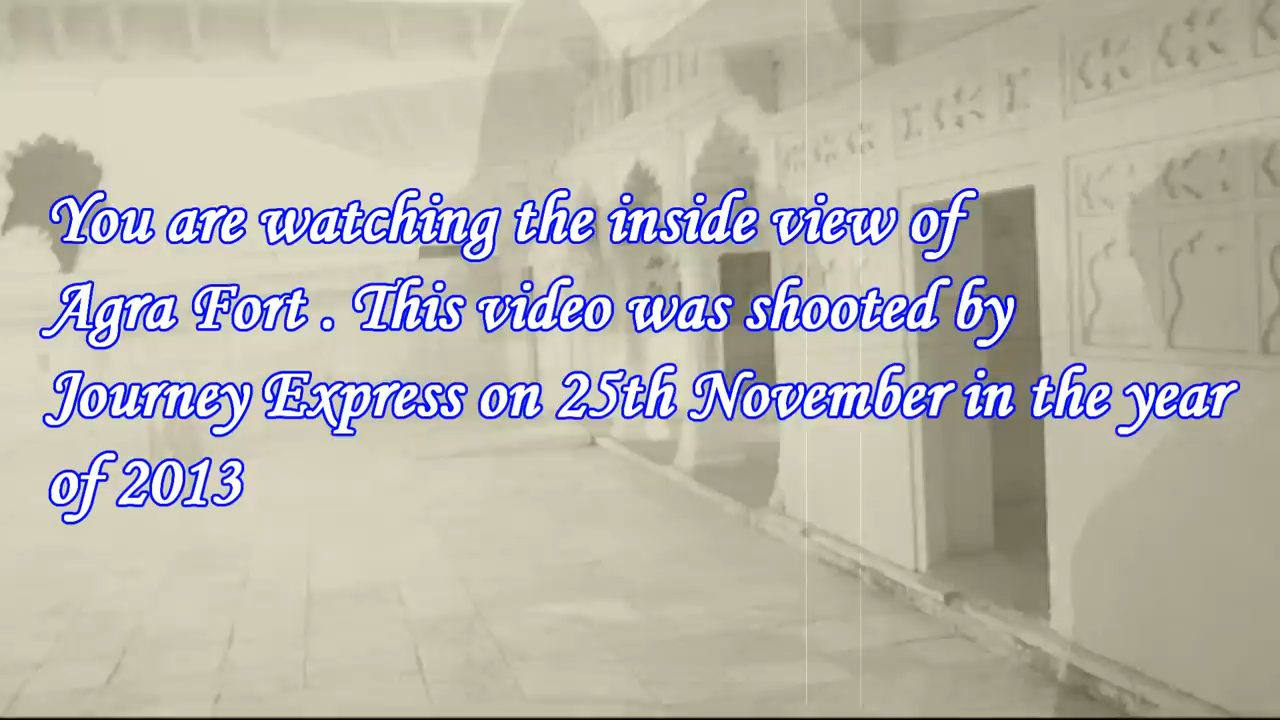 You are watching the inside view of
Agra Fort . This video was shooted by
Journey Express on 25th November in the year
of 2013